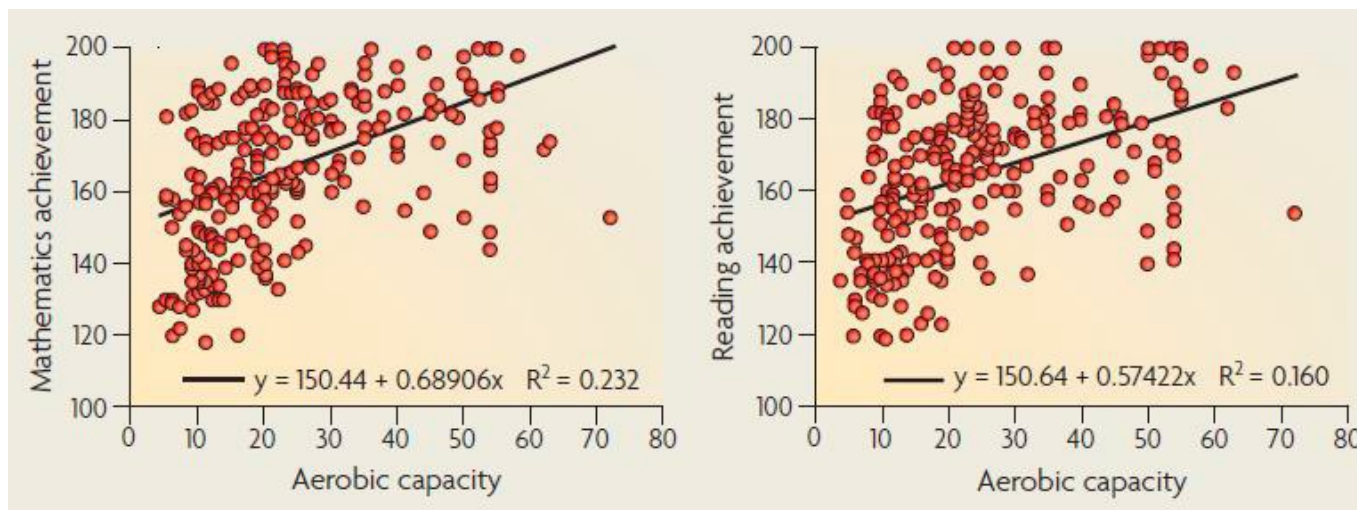 Mathematics achievement
200
180
160
140
120
100
y = 150.44 + 0.68906x R² = 0.232
0 10 20 30 40 50 60 70 80
Aerobic capacity
Reading achievement
200
180
160
140
120
100
y = 150.64 + 0.57422x R² = 0.160
0 10 20 30 40 50 60 70 80
Aerobic capacity